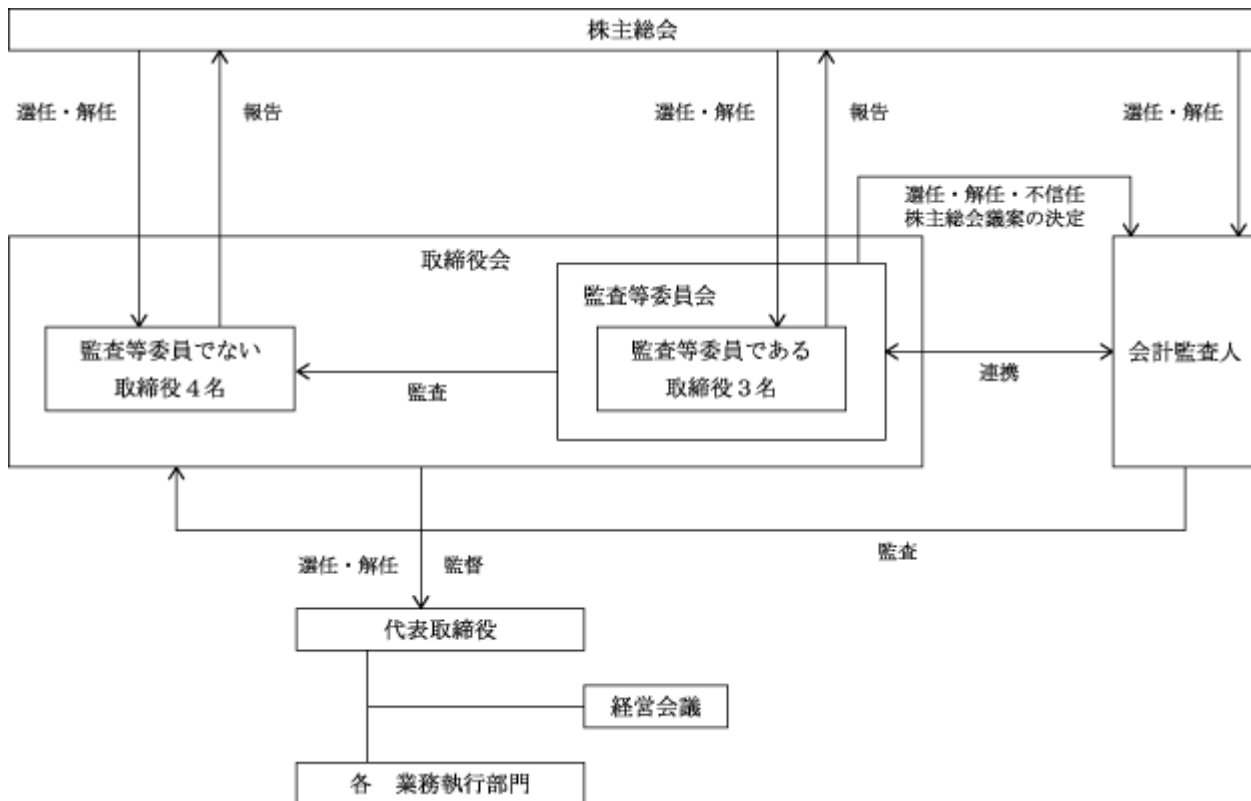 株主総会
選任・解任
報告
選任・解任
報告
選任・解任
選任・解任・不信任
株主総会議案の決定
取締役会
監査等委員会
監査等委員でない
取締役4名
監査
監査等委員である
取締役3名
連携
会計監査人
監査
選任・解任
監督
代表取締役
経営会議
各　業務執行部門